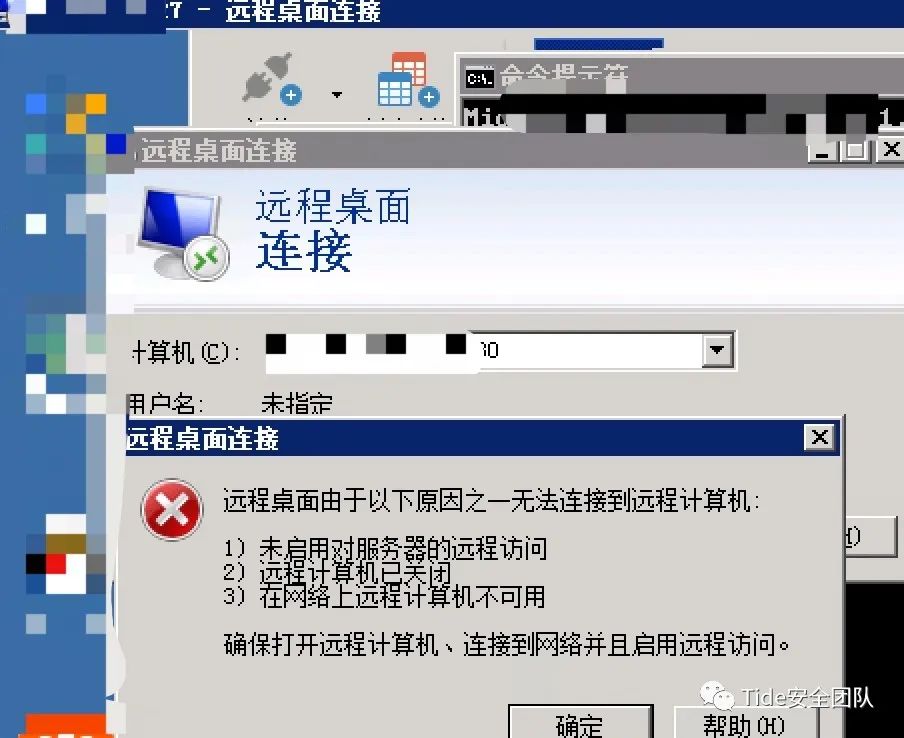 27 - 远程桌面连接
命令提示符
Mic
1.
远程桌面连接
远程桌面
连接
计算机(C):
30
用户名: 未指定
远程桌面连接
远程桌面由于以下原因之一无法连接到远程计算机:
1) 未启用对服务器的远程访问
2) 远程计算机已关闭
3) 在网络上远程计算机不可用
确保打开远程计算机、连接到网络并且启用远程访问。
确定
帮助(H)
Tide安全团队